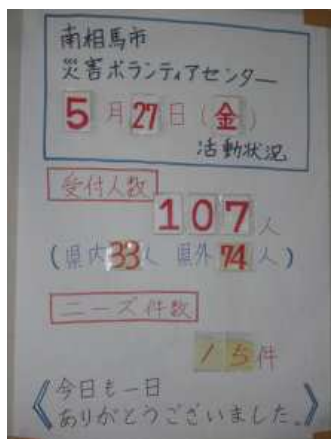 南相馬市
災害ボランティアセンター
5月27日(金)
活動状況
受付人数
107人
(県内33人 県外74人)
ニーズ件数
15件
《今日も一日
ありがとうございました。》